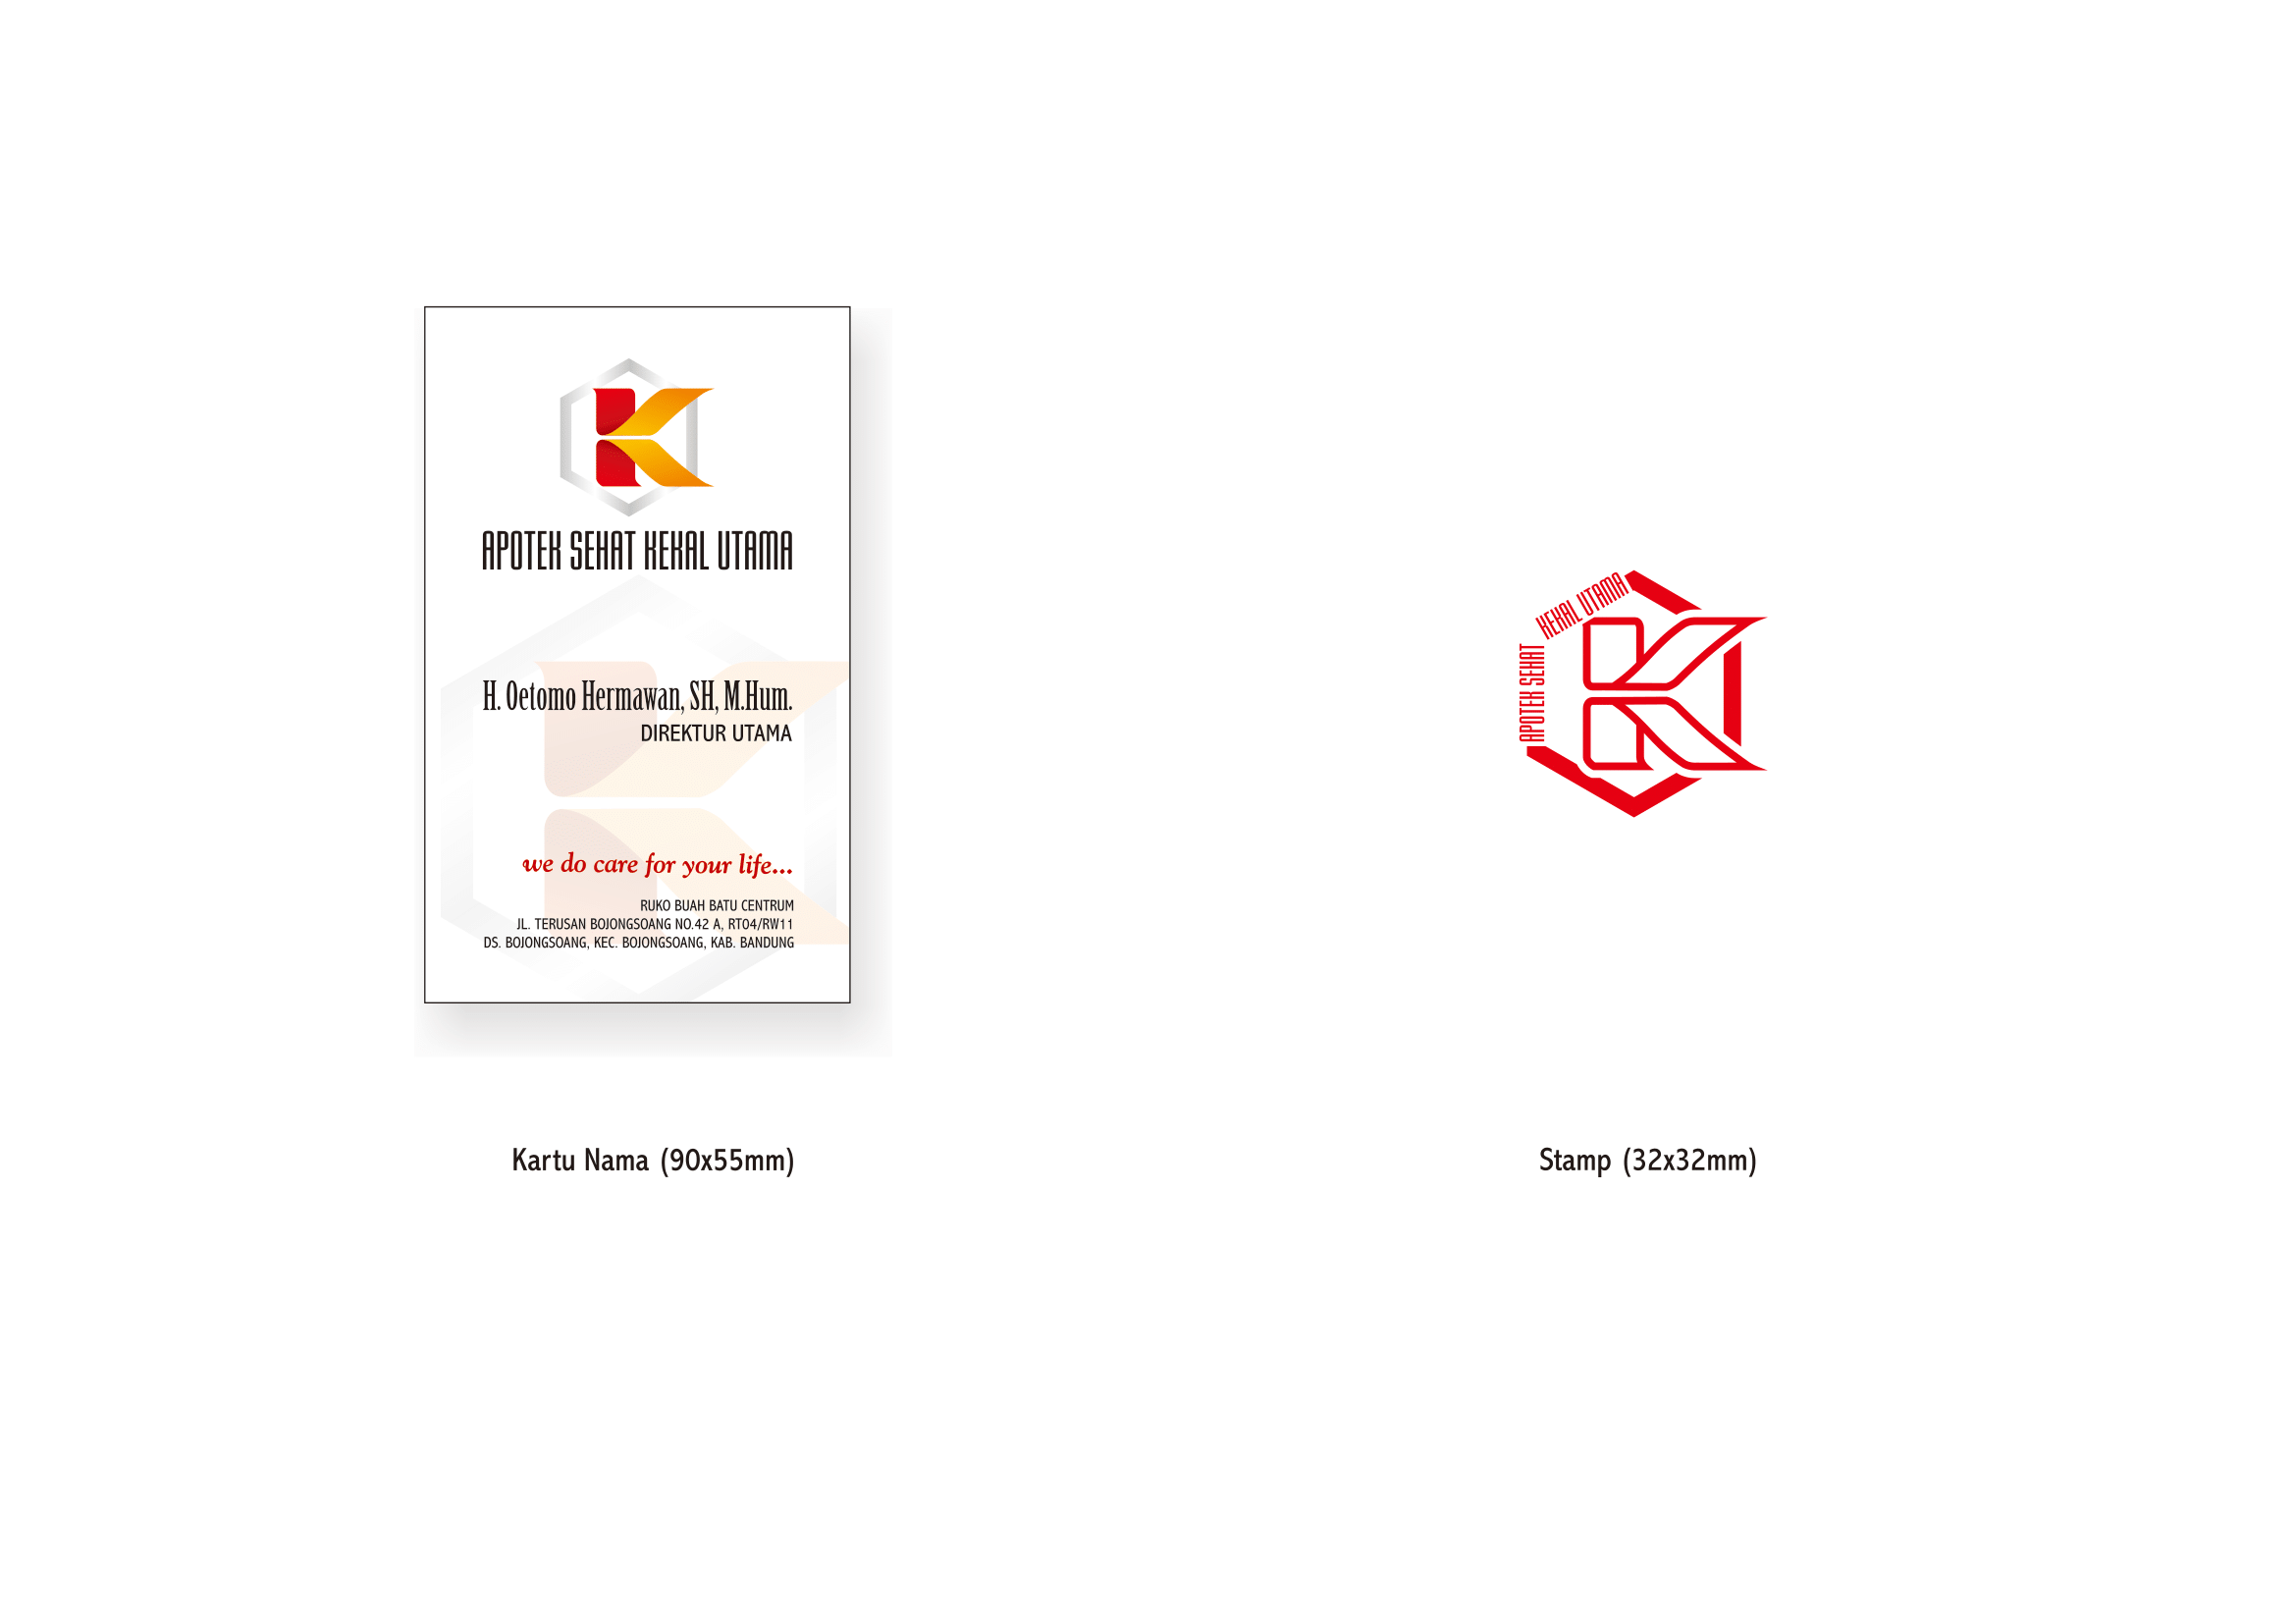 APOTEK SEHAT KEKAL UTAMA
H. Oetomo Hermawan, SH, M.Hum.
DIREKTUR UTAMA
we do care for your life...
RUKO BUAH BATU CENTRUM
JL. TERUSAN BOJONGSOANG NO.42 A, RT04/RW11
DS. BOJONGSOANG, KEC. BOJONGSOANG, KAB. BANDUNG
Kartu Nama (90x55mm)
APOTEK SEHAT
KEKAL UTAMA
Stamp (32x32mm)